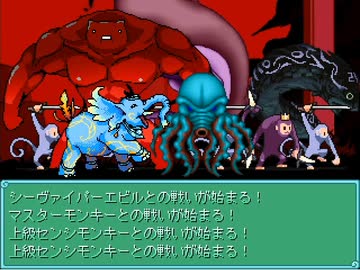 シーヴァイパーエビルとの戦いが始まる！
マスターモンキーとの戦いが始まる！
上級センシモンキーとの戦いが始まる！
上級センシモンキーとの戦いが始まる！